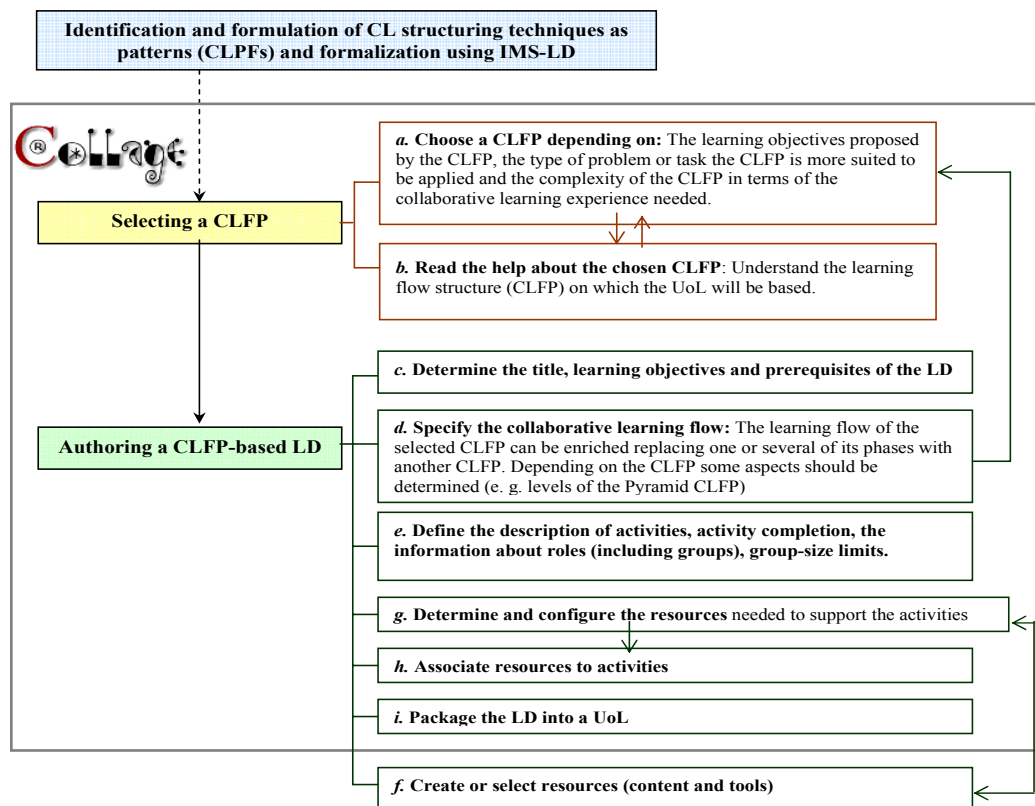 Identification and formulation of CL structuring techniques as
patterns (CLPFs) and formalization using IMS-LD
C®ollage
a. Choose a CLFP depending on: The learning objectives proposed
by the CLFP, the type of problem or task the CLFP is more suited to
be applied and the complexity of the CLFP in terms of the
collaborative learning experience needed.
Selecting a CLFP
b. Read the help about the chosen CLFP: Understand the learning
flow structure (CLFP) on which the UoL will be based.
c. Determine the title, learning objectives and prerequisites of the LD
Authoring a CLFP-based LD
d. Specify the collaborative learning flow: The learning flow of the
selected CLFP can be enriched replacing one or several of its phases with
another CLFP. Depending on the CLFP some aspects should be
determined (e. g. levels of the Pyramid CLFP)
e. Define the description of activities, activity completion, the
information about roles (including groups), group-size limits.
g. Determine and configure the resources needed to support the activities
h. Associate resources to activities
i. Package the LD into a UoL
f. Create or select resources (content and tools)